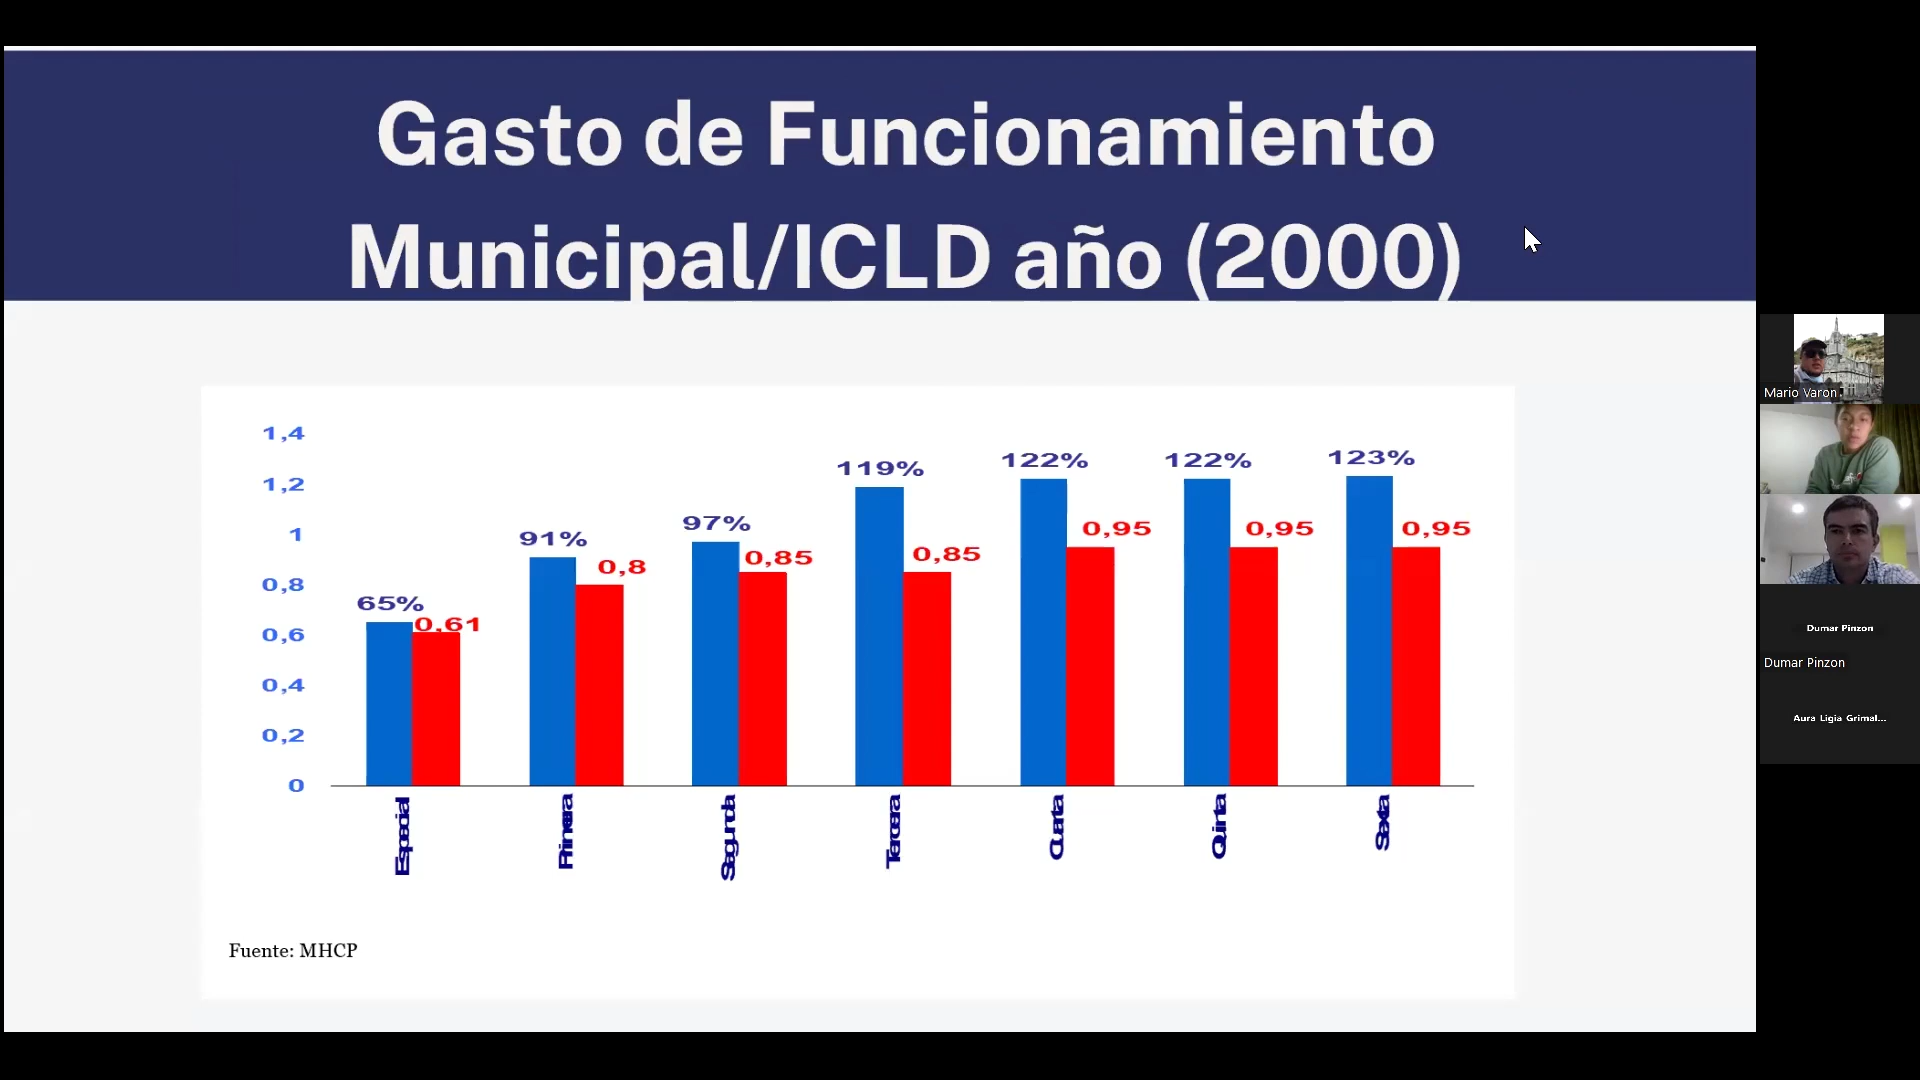 Gasto de Funcionamiento
Municipal/ICLD año (2000)
1,4
1,2
1
0,8
0,6
0,4
0,2
0
65%
0,61
91%
0,8
97%
0,85
119%
0,85
122%
0,95
122%
0,95
123%
0,95
Especial
Primera
Segunda
Tercera
Cuarta
Quinta
Sexta
Fuente: MHCP
Mario Varon
Dumar Pinzon
Dumar Pinzon
Aura Ligia Grimal...